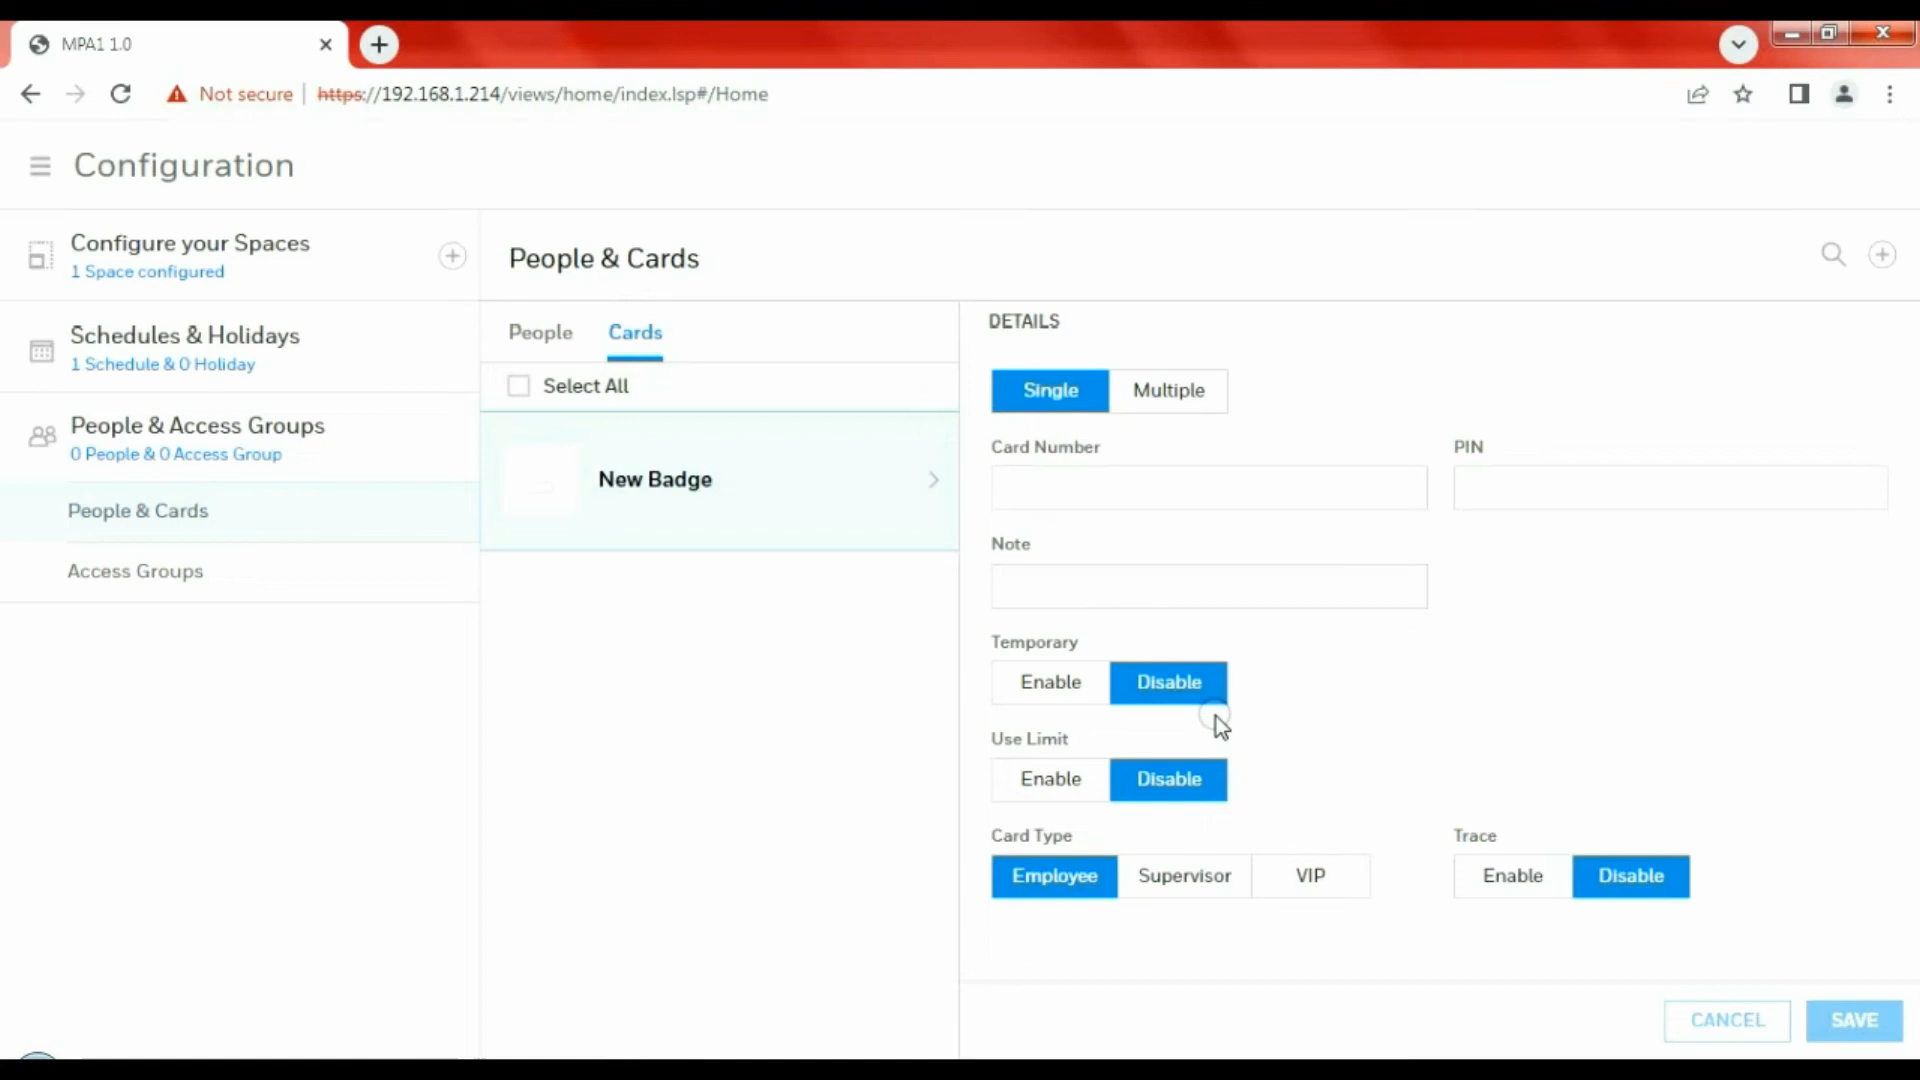 MPA1 1.0
Not secure https://192.168.1.214/views/home/index.lsp#/Home
Configuration
Configure your Spaces
1 Space configured
Schedules & Holidays
1 Schedule & 0 Holiday
People & Access Groups
0 People & 0 Access Group
People & Cards
Access Groups
People & Cards
People Cards
Select All
New Badge
DETAILS
Single Multiple
Card Number PIN
Note
Temporary
Enable Disable
Use Limit
Enable Disable
Card Type Trace
Employee Supervisor VIP Enable Disable
CANCEL SAVE